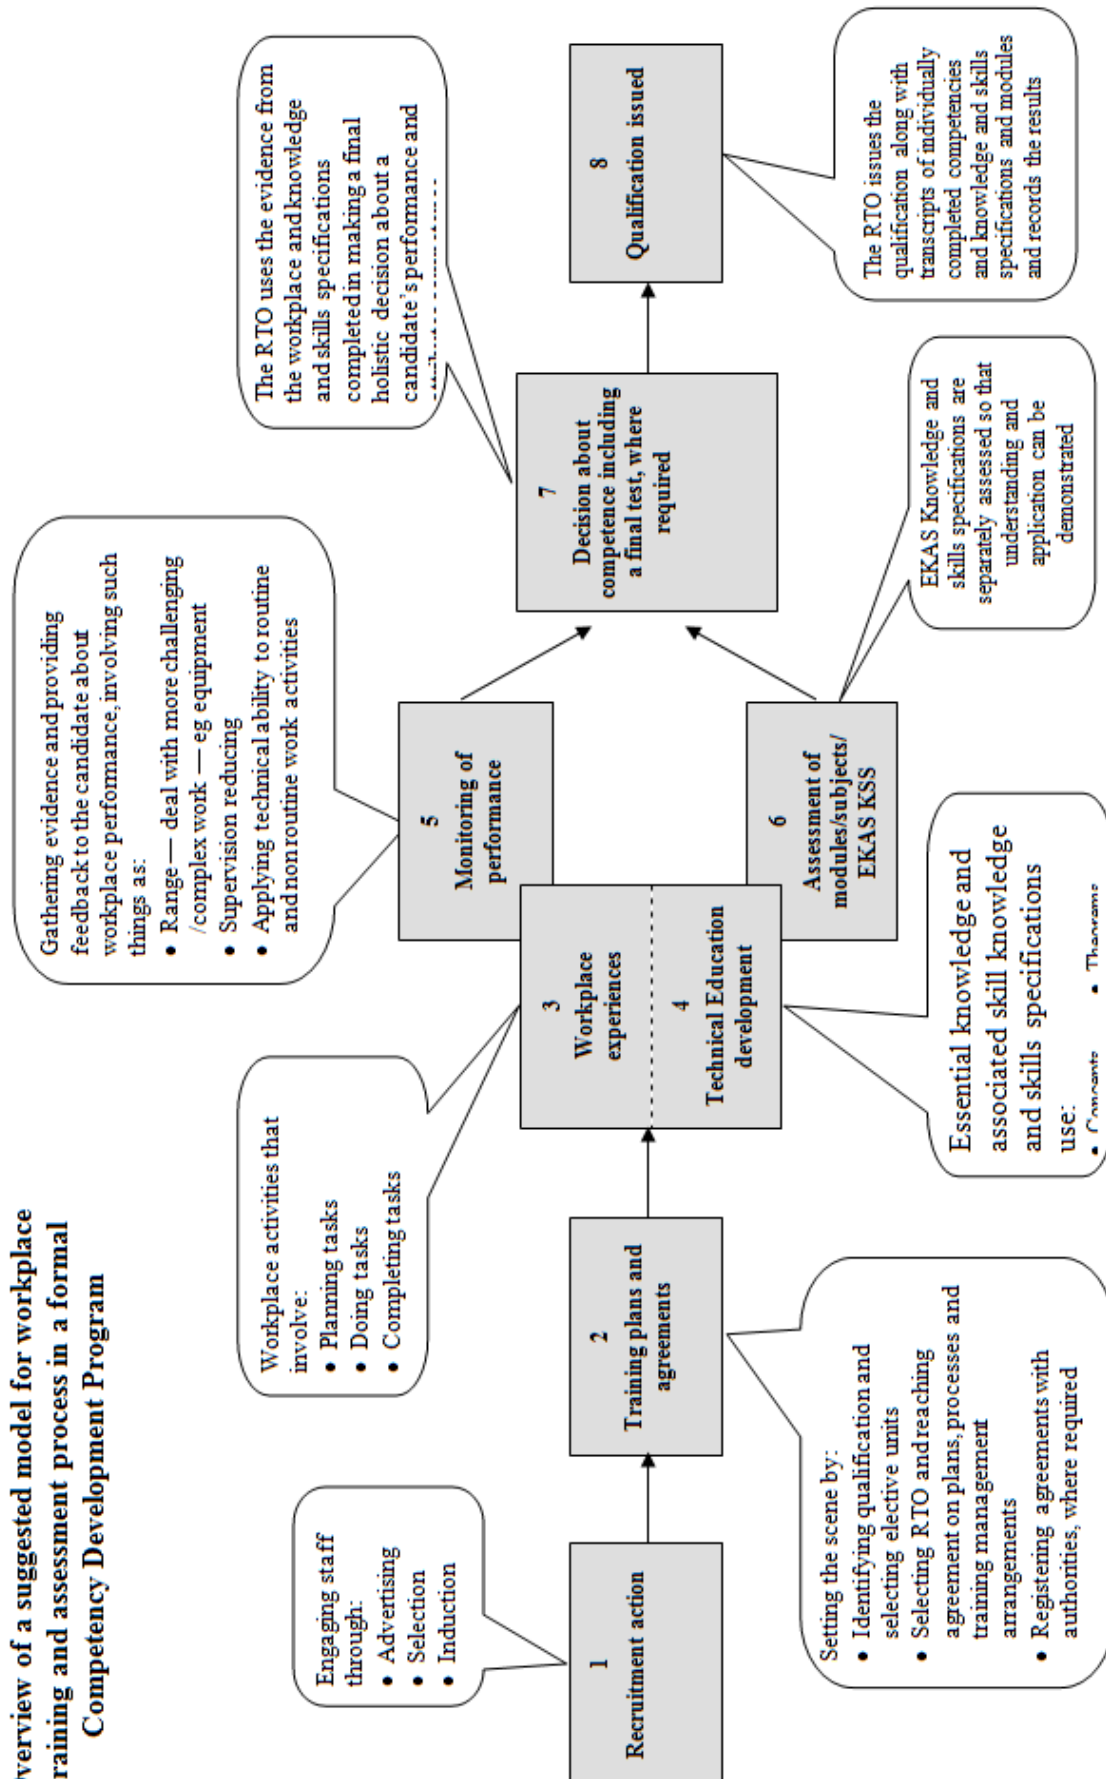 verview of a suggested model for workplace
raining and assessment process in a formal
Competency Development Program
Engaging staff
through:
• Advertising
• Selection
• Induction
1
Recruitment action
Setting the scene by:
• Identifying qualification and
selecting elective units
• Selecting RTO and reaching
agreement on plans, processes and
training management
arrangements
• Registering agreements with
authorities, where required
2
Training plans and
agreements
Workplace activities that
involve:
• Planning tasks
• Doing tasks
• Completing tasks
3
Workplace
experiences
4
Technical Education
development
Essential knowledge and
associated skill knowledge
and skills specifications
use:
• Concepts • Theorems
Gathering evidence and providing
feedback to the candidate about
workplace performance, involving such
things as:
• Range — deal with more challenging
/complex work — eg equipment
• Supervision reducing
• Applying technical ability to routine
and nonroutine work activities
5
Monitoring of
performance
6
Assessment of
modules/subjects/
EKAS KSS
EKAS Knowledge and
skills specifications are
separately assessed so that
understanding and
application can be
demonstrated
The RTO uses the evidence from
the workplace and knowledge
and skills specifications
completed in making a final
holistic decision about a
candidate's performance and
7
Decision about
competence including
a final test, where
required
8
Qualification issued
The RTO issues the
qualification along with
transcripts of individually
completed competencies
and knowledge and skills
specifications and modules
and records the results